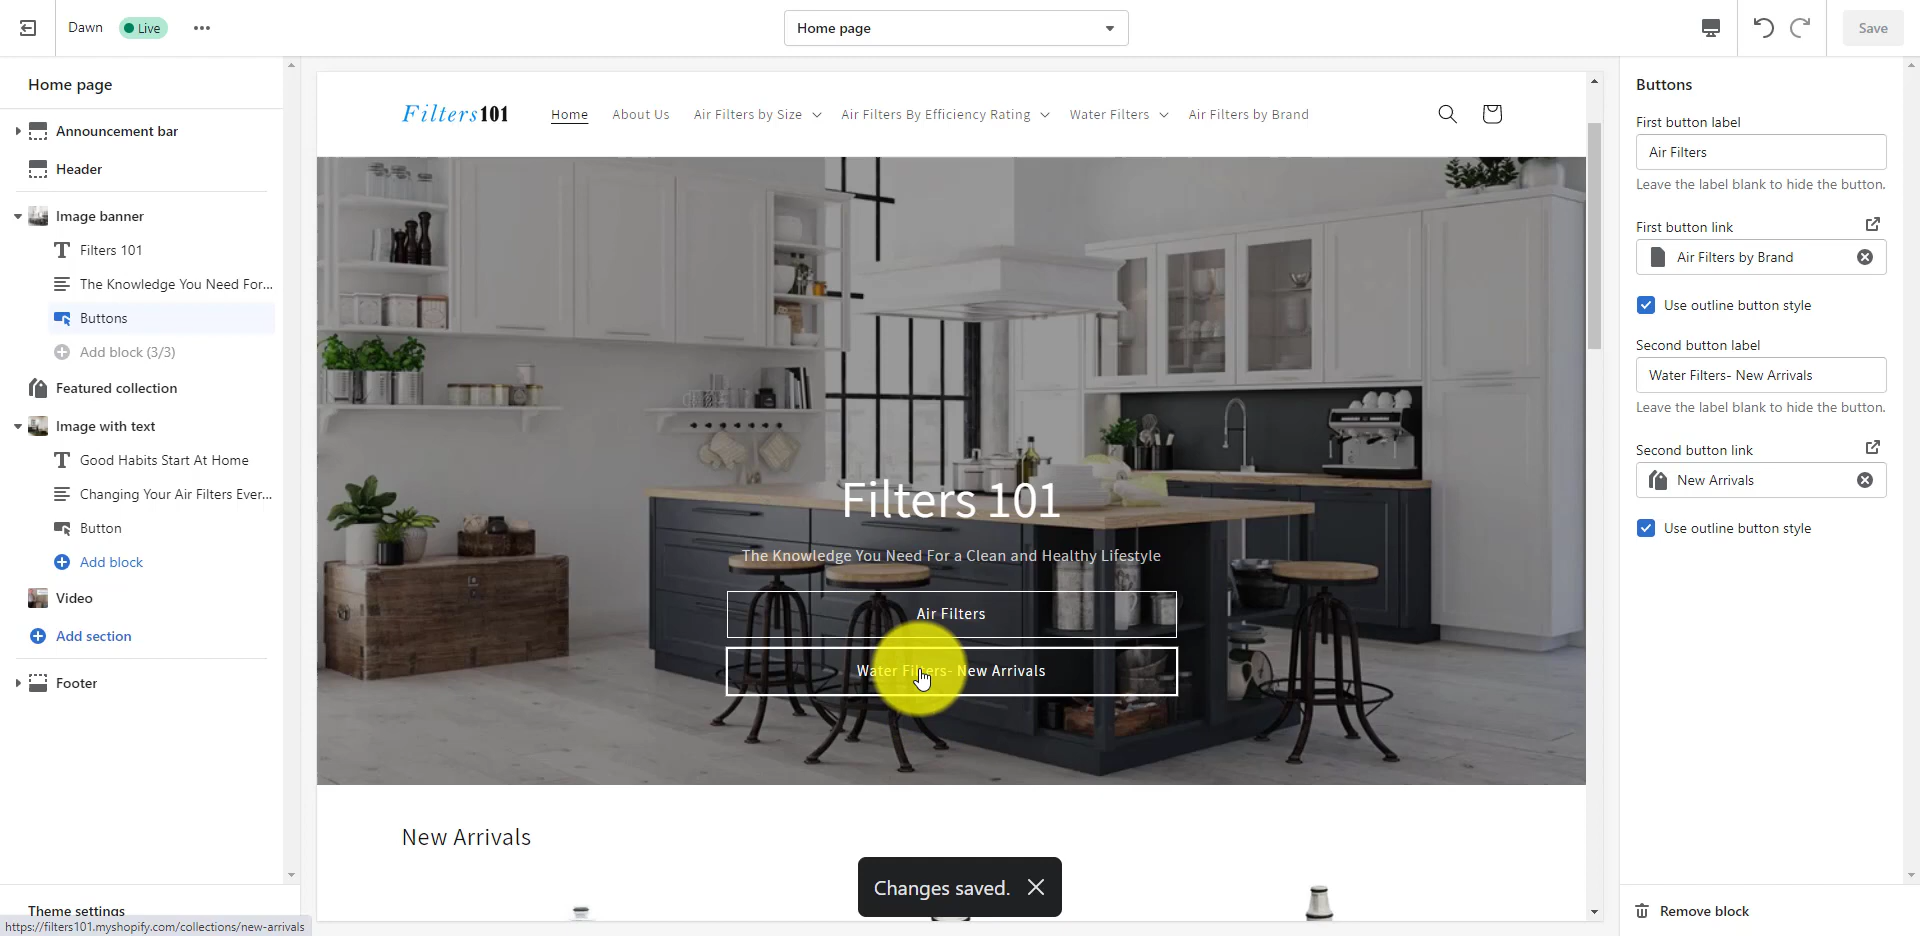 Dawn
Live
Home page
Save
Home page
Announcement bar
Header
Image banner
Filters 101
The Knowledge You Need For...
Buttons
Add block (3/3)
Featured collection
Image with text
Good Habits Start At Home
Changing Your Air Filters Ever...
Button
Add block
Video
Add section
Footer
Theme settings
https://filters101.myshopify.com/collections/new-arrivals
Filters101
Home
About Us
Air Filters by Size
Air Filters By Efficiency Rating
Water Filters
Air Filters by Brand
Filters 101
The Knowledge You Need For a Clean and Healthy Lifestyle
Air Filters
Water Filters- New Arrivals
New Arrivals
Changes saved.
Buttons
First button label
Air Filters
Leave the label blank to hide the button.
First button link
Air Filters by Brand
Use outline button style
Second button label
Water Filters- New Arrivals
Leave the label blank to hide the button.
Second button link
New Arrivals
Use outline button style
Remove block